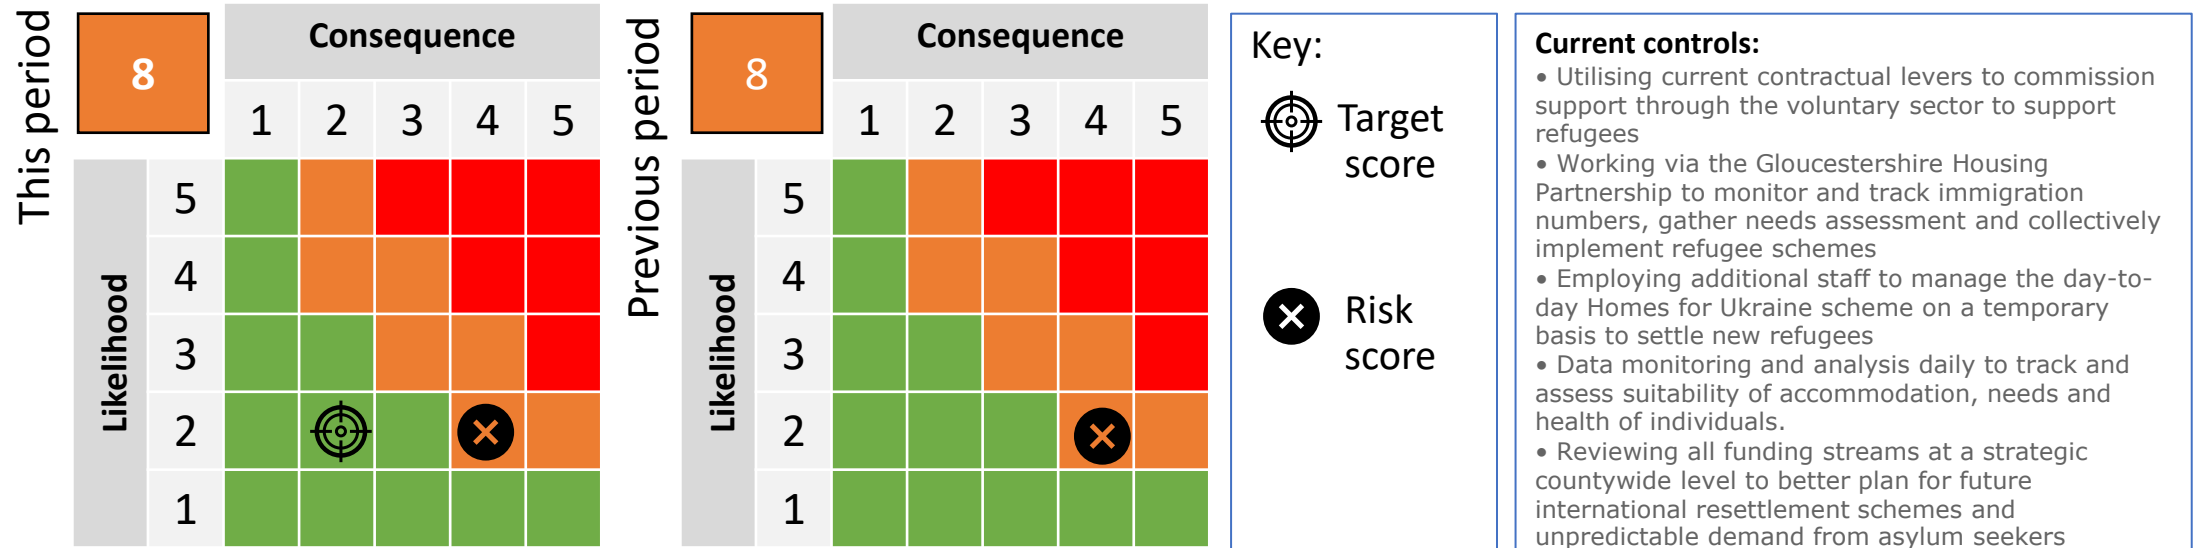 This period
8
Consequence
1 2 3 4 5
Likelihood
5
4
3
2
1
Previous period
8
Consequence
1 2 3 4 5
Likelihood
5
4
3
2
1
Key:
Target
score
Risk
score
Current controls:
• Utilising current contractual levers to commission
support through the voluntary sector to support
refugees
• Working via the Gloucestershire Housing
Partnership to monitor and track immigration
numbers, gather needs assessment and collectively
implement refugee schemes
• Employing additional staff to manage the day-to-
day Homes for Ukraine scheme on a temporary
basis to settle new refugees
• Data monitoring and analysis daily to track and
assess suitability of accommodation, needs and
health of individuals.
• Reviewing all funding streams at a strategic
countywide level to better plan for future
international resettlement schemes and
unpredictable demand from asylum seekers